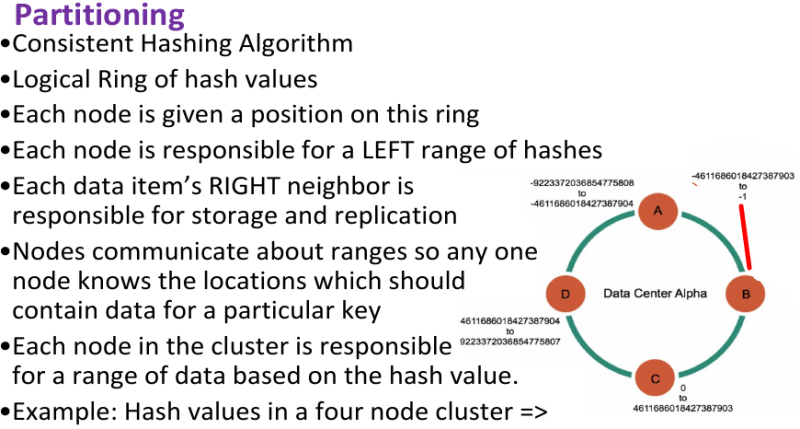 Partitioning
•Consistent Hashing Algorithm
•Logical Ring of hash values
•Each node is given a position on this ring
•Each node is responsible for a LEFT range of hashes
•Each data item’s RIGHT neighbor is
responsible for storage and replication
•Nodes communicate about ranges so any one
node knows the locations which should
contain data for a particular key
•Each node in the cluster is responsible
for a range of data based on the hash value.
•Example: Hash values in a four node cluster =>
-9223372036854775808
to
-4611686018427387904
A
-4611686018427387903
to
-1
D
Data Center Alpha
B
4611686018427387904
to
9223372036854775807
C
0
to
4611686018427387903